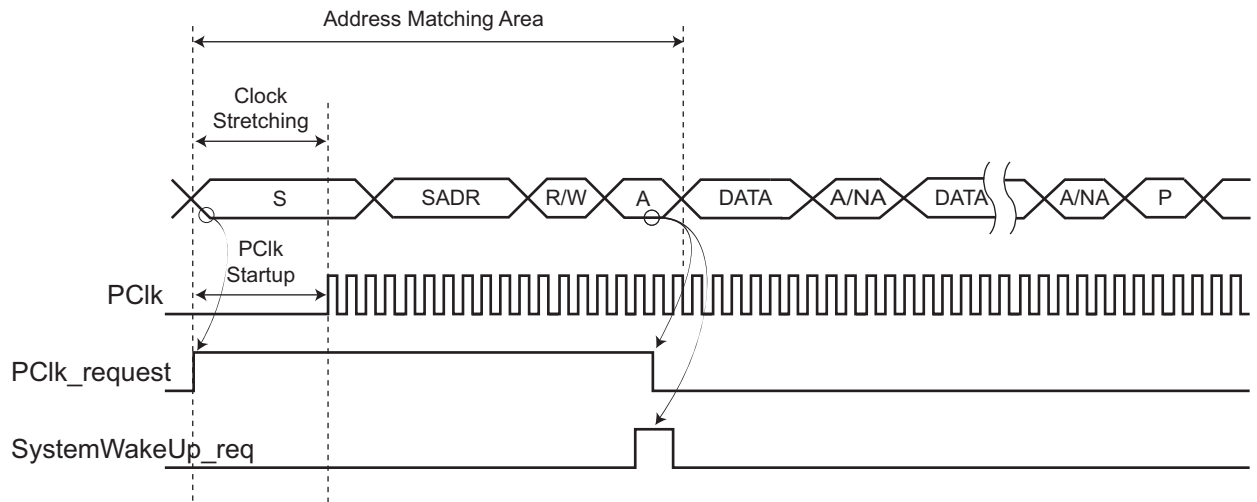 Address Matching Area
Clock
Stretching
S SADR R/W A DATA A/NA DATA A/NA P
PClk
Startup
PClk
PClk_request
SystemWakeUp_req